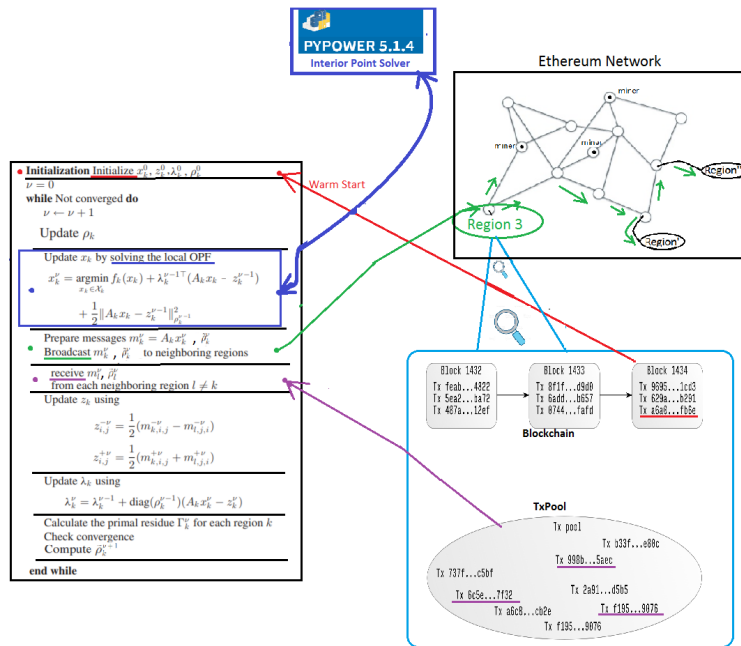 PYPOWER 5.1.4
Interior Point Solver
Ethereum Network
miner
miner
miner
Region"
Region 3
Region'
Warm Start
Initialization Initialize x_k^0, z_k^0, λ_k^0, ρ_k^0
ν = 0
while Not converged do
ν ← ν + 1
Update ρ_k
Update x_k by solving the local OPF
x_k^ν = argmin_{x_k∈X_k} f_k(x_k) + λ_k^{ν−1⊤}(A_k x_k − z_k^{ν−1})
+ 1/2 ‖A_k x_k − z_k^{ν−1}‖²_{ρ_k^{ν−1}}
Prepare messages m_k^ν = A_k x_k^ν , ρ̃_k^ν
Broadcast m_k^ν , ρ̃_k^ν to neighboring regions
receive m_l^ν, ρ̃_l^ν
from each neighboring region l ≠ k
Update z_k using
z_{i,j}^{−ν} = 1/2 (m_{k,i,j}^{−ν} − m_{l,j,i}^{−ν})
z_{i,j}^{+ν} = 1/2 (m_{k,i,j}^{+ν} + m_{l,j,i}^{+ν})
Update λ_k using
λ_k^ν = λ_k^{ν−1} + diag(ρ_k^{ν−1})(A_k x_k^ν − z_k^ν)
Calculate the primal residue Γ_k^ν for each region k
Check convergence
Compute ρ̃_k^{ν+1}
end while
Block 1432
Tx feab...4822
Tx 5ea2...ba72
Tx 487a...12ef
Block 1433
Tx 8f1f...d9d0
Tx 6add...b657
Tx 0744...fafd
Block 1434
Tx 9695...1cd3
Tx 629a...b291
Tx a6a8...fb6e
Blockchain
TxPool
Tx pool
Tx b33f...e80c
Tx 998b...5aec
Tx 737f...c5bf
Tx 2a91...d5b5
Tx 6c5e...7f32
Tx a6c8...cb2e
Tx f195...9076
Tx f195...9076